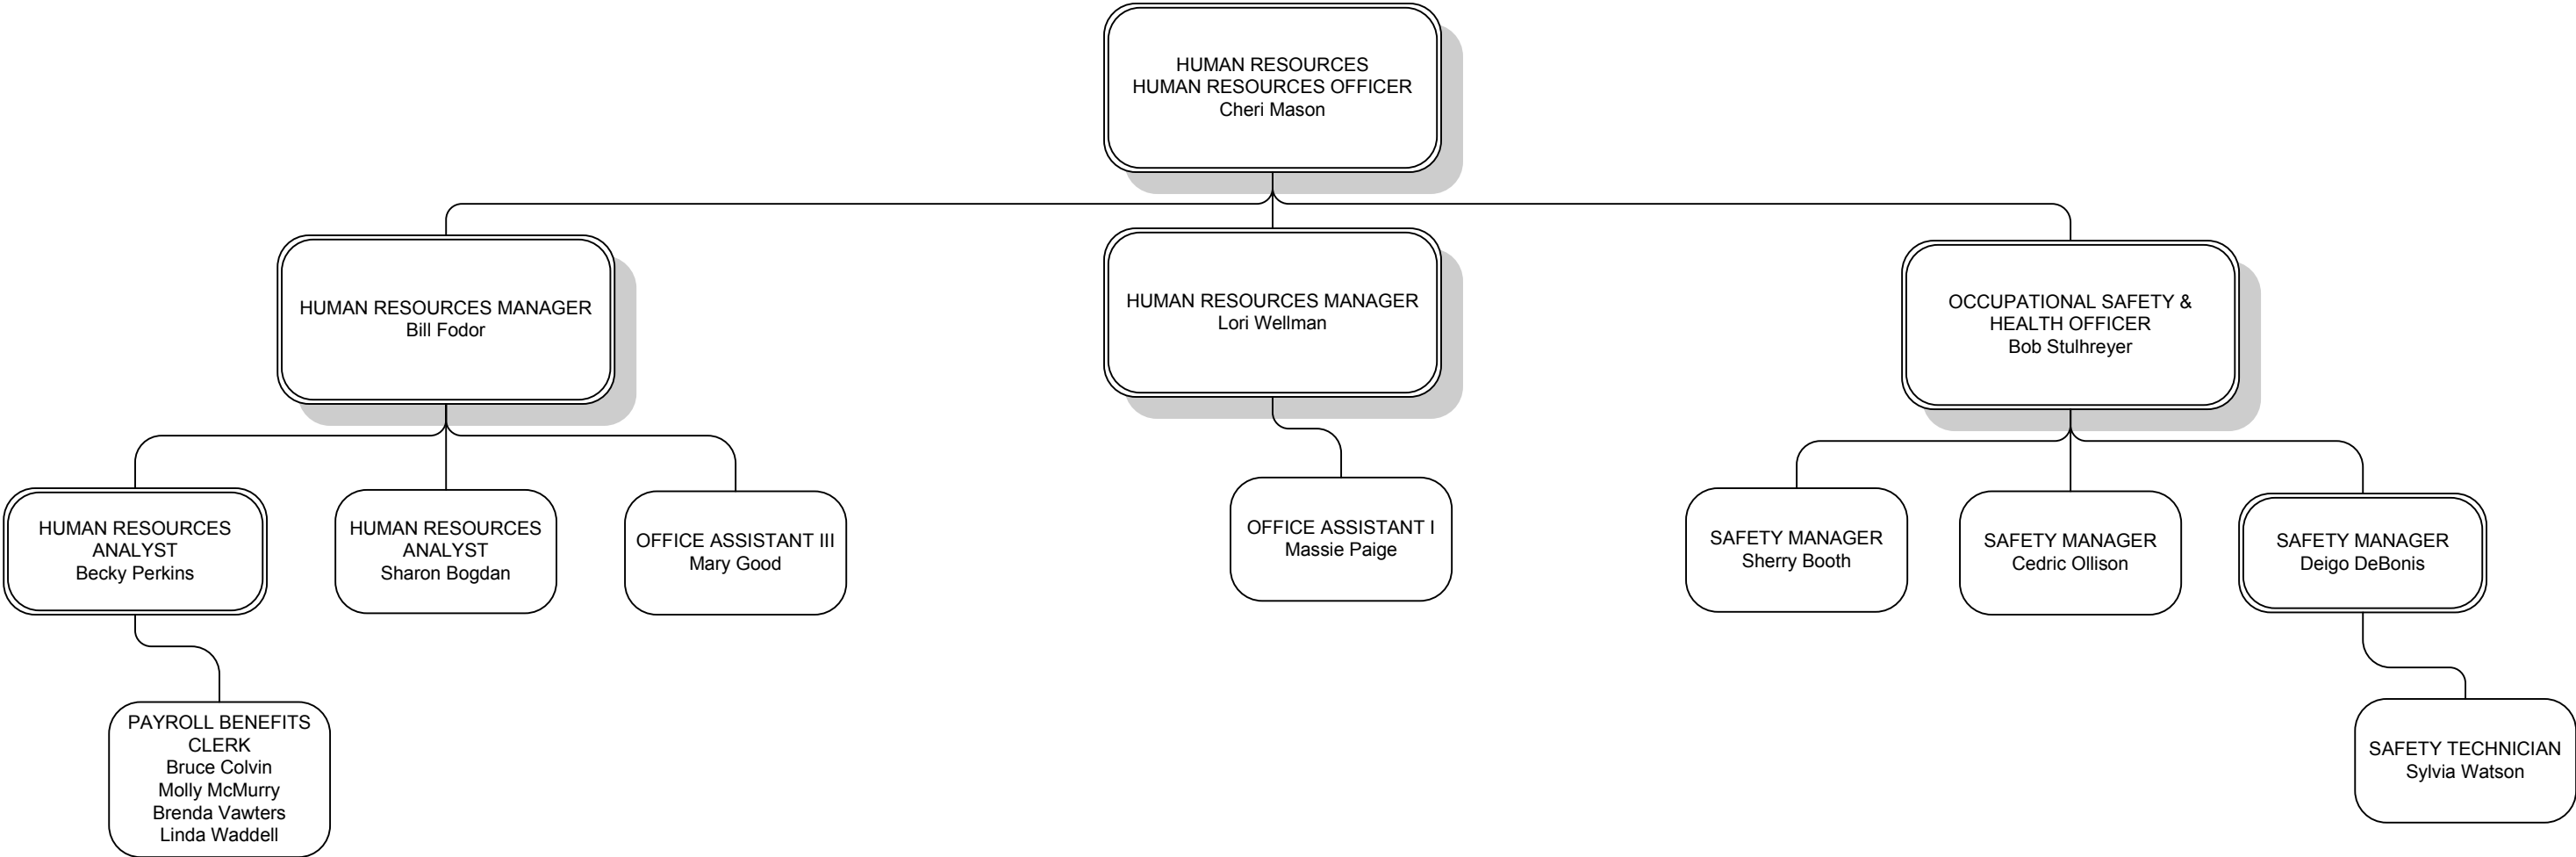 HUMAN RESOURCES
HUMAN RESOURCES OFFICER
Cheri Mason
HUMAN RESOURCES MANAGER
Bill Fodor
HUMAN RESOURCES MANAGER
Lori Wellman
OCCUPATIONAL SAFETY &
HEALTH OFFICER
Bob Stulhreyer
HUMAN RESOURCES
ANALYST
Becky Perkins
HUMAN RESOURCES
ANALYST
Sharon Bogdan
OFFICE ASSISTANT III
Mary Good
OFFICE ASSISTANT I
Massie Paige
SAFETY MANAGER
Sherry Booth
SAFETY MANAGER
Cedric Ollison
SAFETY MANAGER
Deigo DeBonis
PAYROLL BENEFITS
CLERK
Bruce Colvin
Molly McMurry
Brenda Vawters
Linda Waddell
SAFETY TECHNICIAN
Sylvia Watson